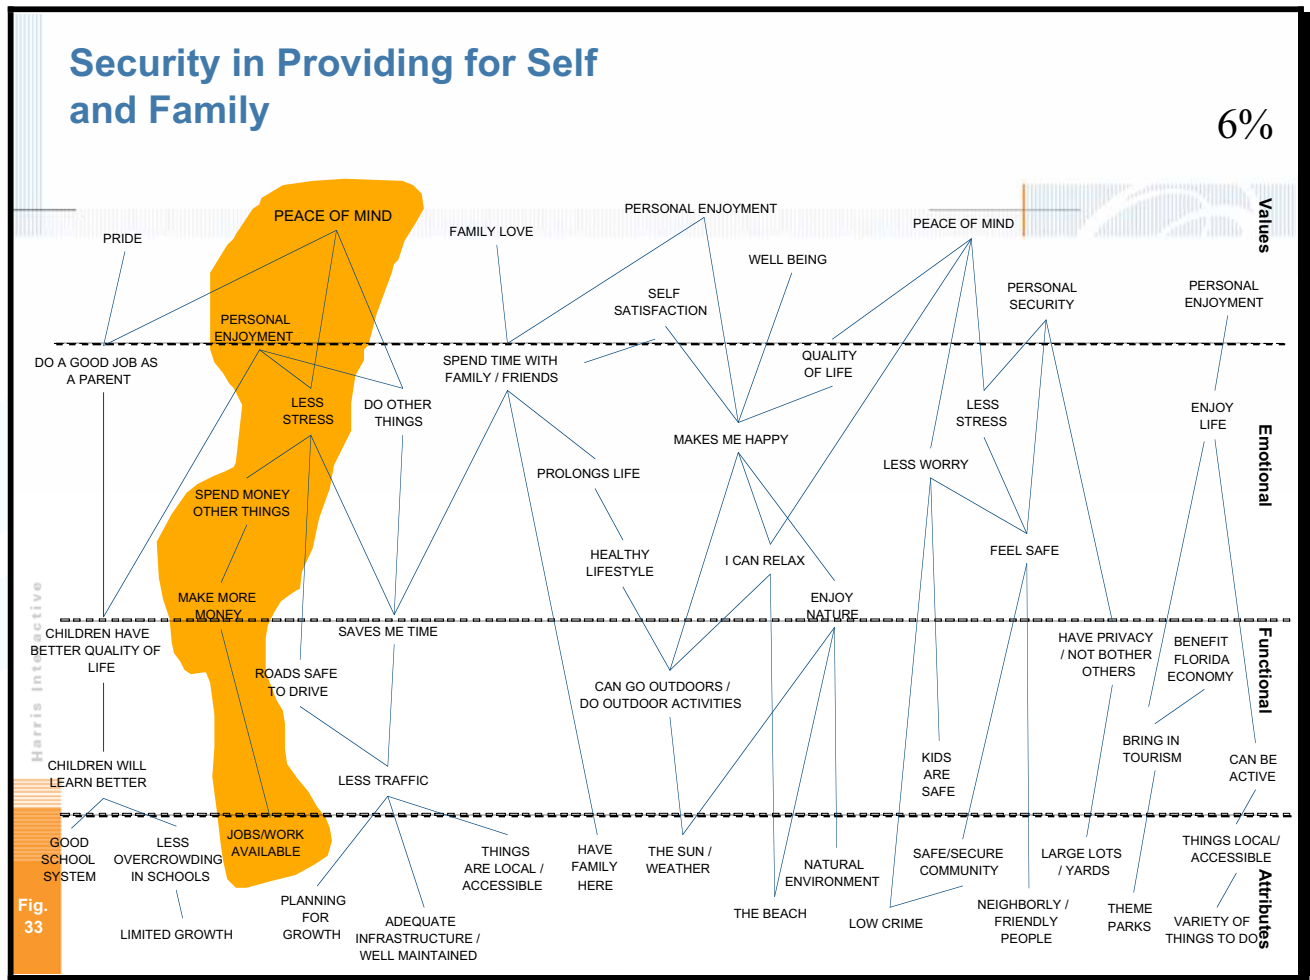 Security in Providing for Self
and Family
6%
Values
PEACE OF MIND
PRIDE
FAMILY LOVE
PERSONAL ENJOYMENT
PEACE OF MIND
WELL BEING
SELF
SATISFACTION
PERSONAL
SECURITY
PERSONAL
ENJOYMENT
PERSONAL
ENJOYMENT
Emotional
DO A GOOD JOB AS
A PARENT
SPEND TIME WITH
FAMILY / FRIENDS
QUALITY
OF LIFE
LESS
STRESS
DO OTHER
THINGS
LESS
STRESS
ENJOY
LIFE
MAKES ME HAPPY
LESS WORRY
PROLONGS LIFE
SPEND MONEY
OTHER THINGS
HEALTHY
LIFESTYLE
I CAN RELAX
FEEL SAFE
MAKE MORE
MONEY
ENJOY
NATURE
Functional
CHILDREN HAVE
BETTER QUALITY OF
LIFE
SAVES ME TIME
ROADS SAFE
TO DRIVE
CAN GO OUTDOORS /
DO OUTDOOR ACTIVITIES
HAVE PRIVACY
/ NOT BOTHER
OTHERS
BENEFIT
FLORIDA
ECONOMY
CHILDREN WILL
LEARN BETTER
LESS TRAFFIC
KIDS
ARE
SAFE
BRING IN
TOURISM
CAN BE
ACTIVE
Attributes
GOOD
SCHOOL
SYSTEM
LESS
OVERCROWDING
IN SCHOOLS
JOBS/WORK
AVAILABLE
THINGS
ARE LOCAL /
ACCESSIBLE
HAVE
FAMILY
HERE
THE SUN /
WEATHER
NATURAL
ENVIRONMENT
SAFE/SECURE
COMMUNITY
LARGE LOTS
/ YARDS
THINGS LOCAL/
ACCESSIBLE
LIMITED GROWTH
PLANNING
FOR
GROWTH
ADEQUATE
INFRASTRUCTURE /
WELL MAINTAINED
THE BEACH
LOW CRIME
NEIGHBORLY /
FRIENDLY
PEOPLE
THEME
PARKS
VARIETY OF
THINGS TO DO
Harris Interactive
Fig.
33